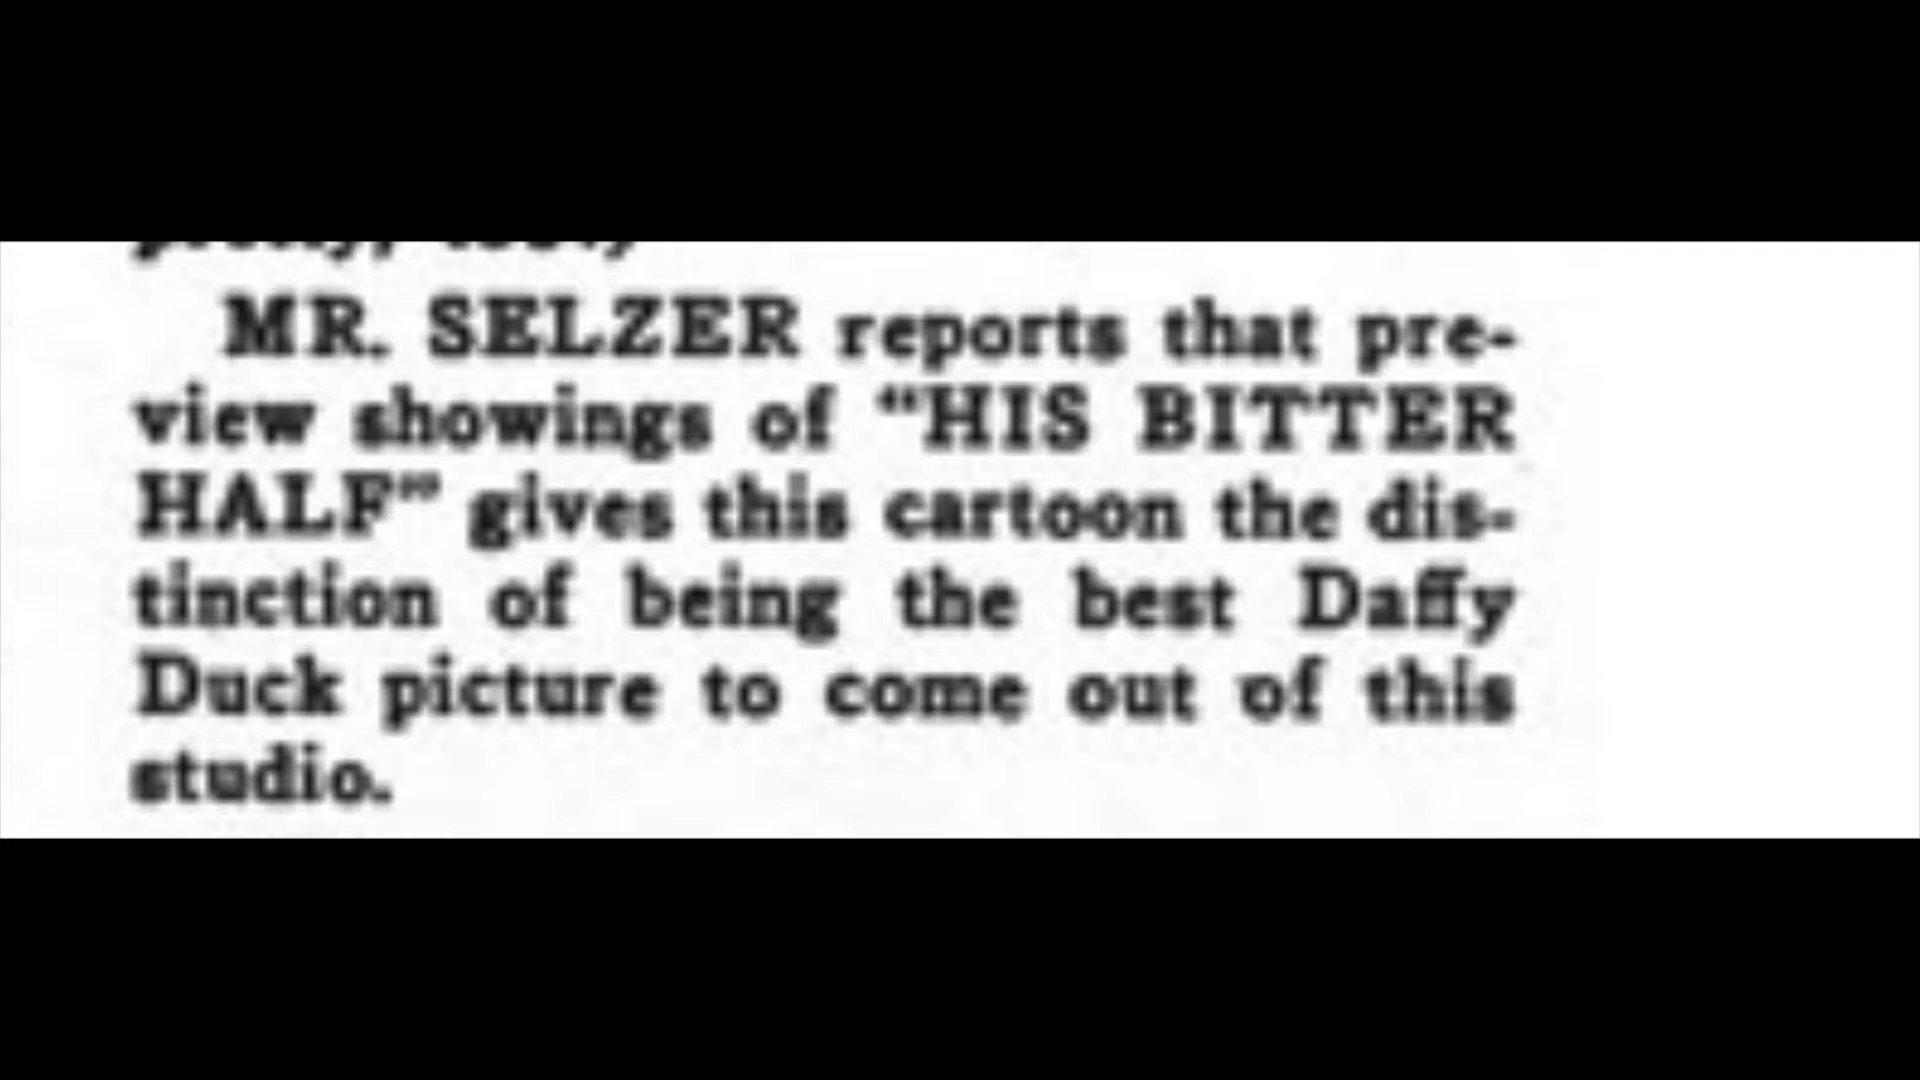 MR. SELZER reports that pre-
view showings of “HIS BITTER
HALF” gives this cartoon the dis-
tinction of being the best Daffy
Duck picture to come out of this
studio.